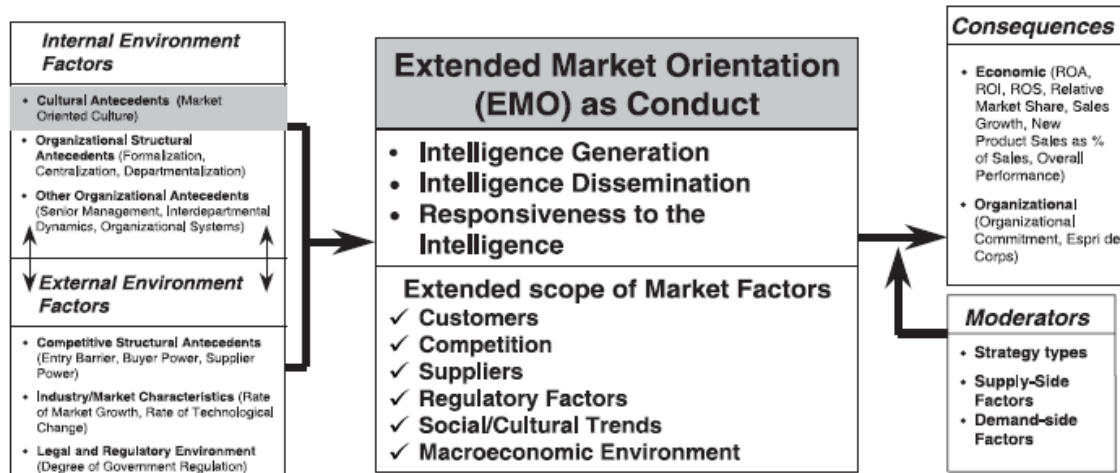 Internal Environment
Factors
• Cultural Antecedents (Market
Oriented Culture)
• Organizational Structural
Antecedents (Formalization,
Centralization, Departmentalization)
• Other Organizational Antecedents
(Senior Management, Interdepartmental
Dynamics, Organizational Systems)
External Environment
Factors
• Competitive Structural Antecedents
(Entry Barrier, Buyer Power, Supplier
Power)
• Industry/Market Characteristics (Rate
of Market Growth, Rate of Technological
Change)
• Legal and Regulatory Environment
(Degree of Government Regulation)
Extended Market Orientation
(EMO) as Conduct
• Intelligence Generation
• Intelligence Dissemination
• Responsiveness to the
Intelligence
Extended scope of Market Factors
✓ Customers
✓ Competition
✓ Suppliers
✓ Regulatory Factors
✓ Social/Cultural Trends
✓ Macroeconomic Environment
Consequences
• Economic (ROA,
ROI, ROS, Relative
Market Share, Sales
Growth, New
Product Sales as %
of Sales, Overall
Performance)
• Organizational
(Organizational
Commitment, Espri de
Corps)
Moderators
• Strategy types
• Supply-Side
Factors
• Demand-side
Factors